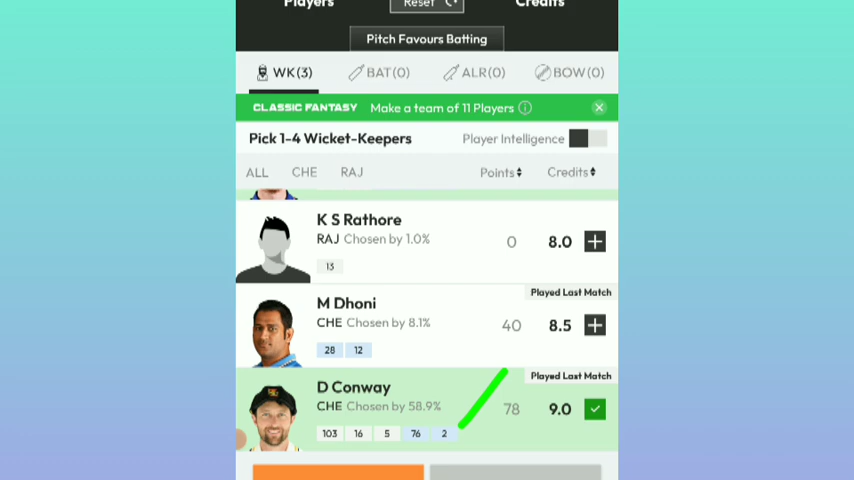 Players Reset Credits
Pitch Favours Batting
WK(3) BAT(0) ALR(0) BOW(0)
CLASSIC FANTASY Make a team of 11 Players
Pick 1-4 Wicket-Keepers Player Intelligence
ALL CHE RAJ Points Credits
K S Rathore
RAJ Chosen by 1.0% 0 8.0
13
Played Last Match
M Dhoni
CHE Chosen by 8.1% 40 8.5
28 12
Played Last Match
D Conway
CHE Chosen by 58.9% 78 9.0
103 16 5 76 2